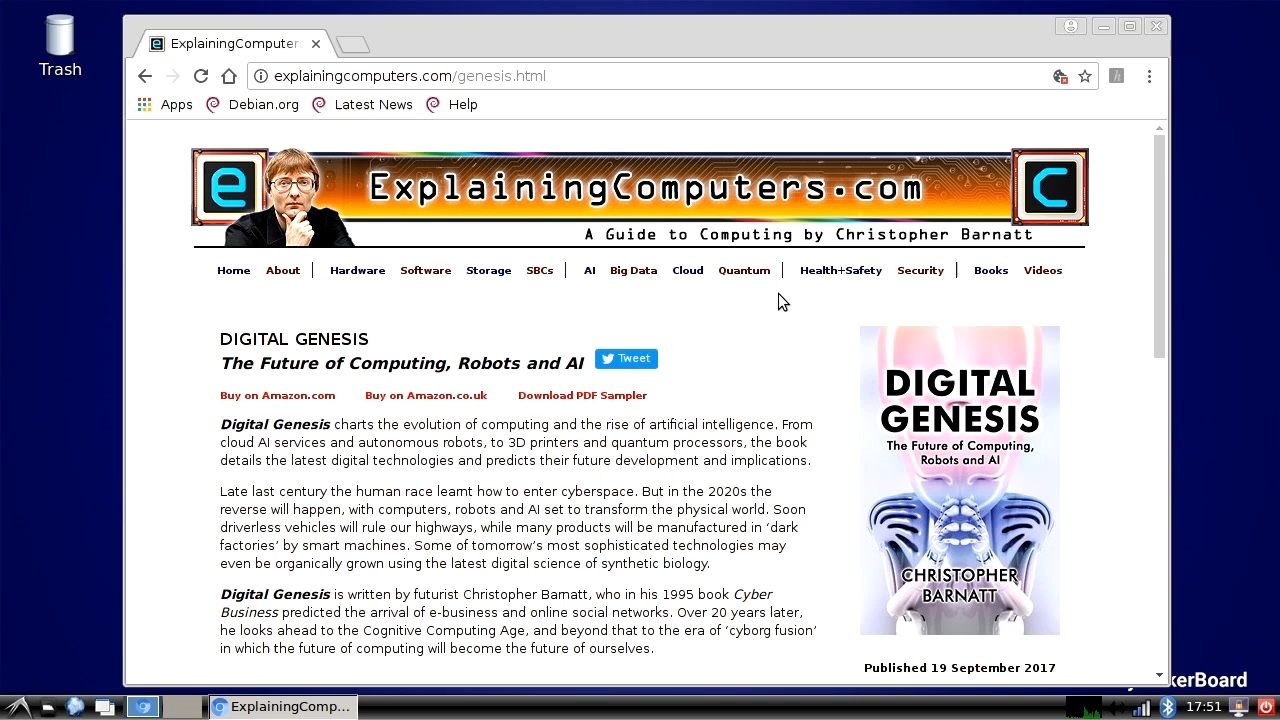 Trash
ExplainingComputers
explainingcomputers.com/genesis.html
Apps Debian.org Latest News Help
e ExplainingComputers.com c
A Guide to Computing by Christopher Barnatt
Home About Hardware Software Storage SBCs AI Big Data Cloud Quantum Health+Safety Security Books Videos
DIGITAL GENESIS
The Future of Computing, Robots and AI Tweet
Buy on Amazon.com Buy on Amazon.co.uk Download PDF Sampler
Digital Genesis charts the evolution of computing and the rise of artificial intelligence. From
cloud AI services and autonomous robots, to 3D printers and quantum processors, the book
details the latest digital technologies and predicts their future development and implications.
Late last century the human race learnt how to enter cyberspace. But in the 2020s the
reverse will happen, with computers, robots and AI set to transform the physical world. Soon
driverless vehicles will rule our highways, while many products will be manufactured in ‘dark
factories’ by smart machines. Some of tomorrow’s most sophisticated technologies may
even be organically grown using the latest digital science of synthetic biology.
Digital Genesis is written by futurist Christopher Barnatt, who in his 1995 book Cyber
Business predicted the arrival of e-business and online social networks. Over 20 years later,
he looks ahead to the Cognitive Computing Age, and beyond that to the era of ‘cyborg fusion’
in which the future of computing will become the future of ourselves.
DIGITAL
GENESIS
The Future of Computing,
Robots and AI
CHRISTOPHER
BARNATT
Published 19 September 2017
kerBoard
ExplainingComp...
17:51